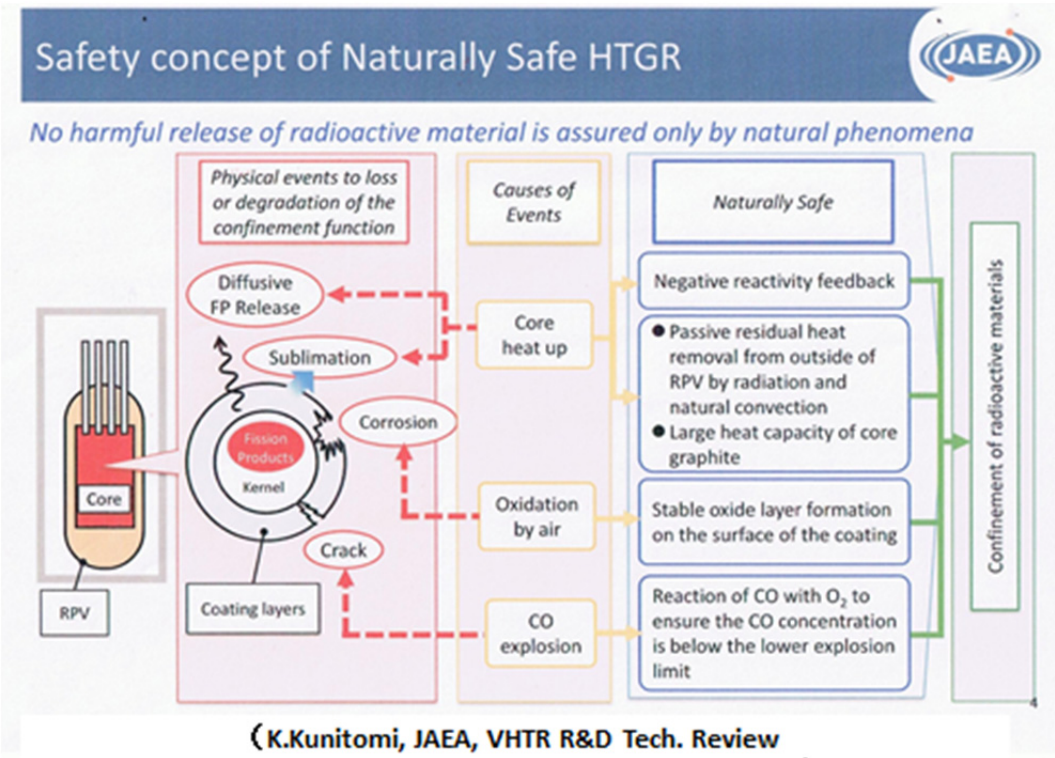 Safety concept of Naturally Safe HTGR
JAEA
No harmful release of radioactive material is assured only by natural phenomena
Physical events to loss
or degradation of the
confinement function
Causes of
Events
Naturally Safe
Diffusive
FP Release
Sublimation
Corrosion
Crack
Fission
Products
Kernel
Coating layers
Core
RPV
Core
heat up
Oxidation
by air
CO
explosion
Negative reactivity feedback
● Passive residual heat
removal from outside of
RPV by radiation and
natural convection
● Large heat capacity of core
graphite
Stable oxide layer formation
on the surface of the coating
Reaction of CO with O₂ to
ensure the CO concentration
is below the lower explosion
limit
Confinement of radioactive materials
4
(K.Kunitomi, JAEA, VHTR R&D Tech. Review